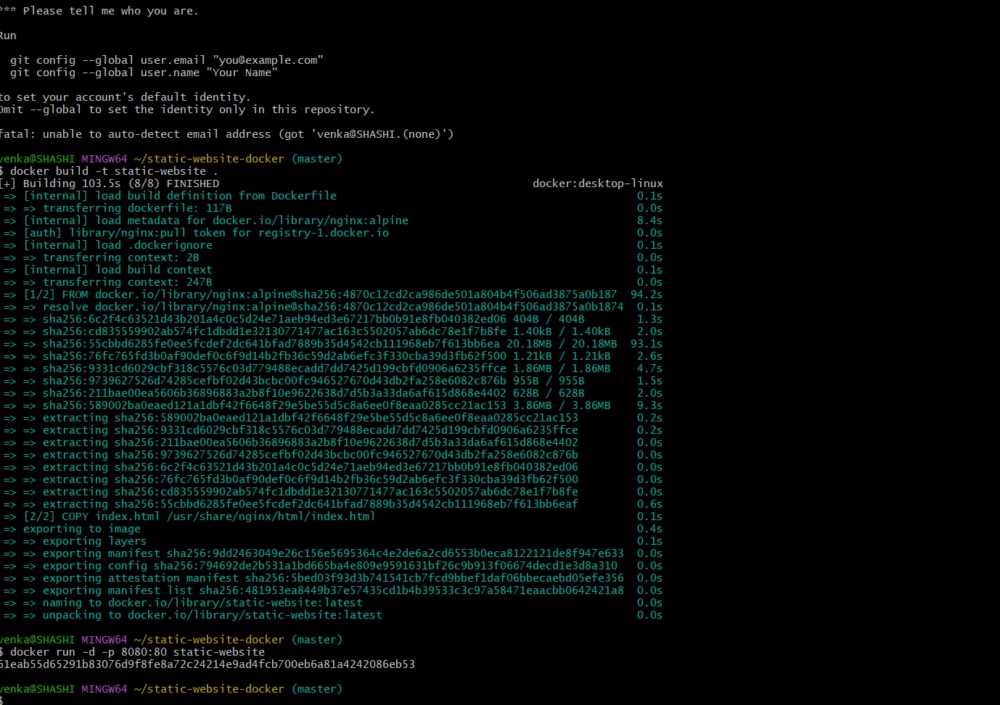 *** Please tell me who you are.
Run
git config --global user.email "you@example.com"
git config --global user.name "Your Name"
to set your account's default identity.
Omit --global to set the identity only in this repository.
fatal: unable to auto-detect email address (got 'venka@SHASHI.(none)')
venka@SHASHI MINGW64 ~/static-website-docker (master)
$ docker build -t static-website .
[+] Building 103.5s (8/8) FINISHED docker:desktop-linux
=> [internal] load build definition from Dockerfile 0.1s
=> => transferring dockerfile: 117B 0.0s
=> [internal] load metadata for docker.io/library/nginx:alpine 8.4s
=> [auth] library/nginx:pull token for registry-1.docker.io 0.0s
=> [internal] load .dockerignore 0.1s
=> => transferring context: 2B 0.0s
=> [internal] load build context 0.1s
=> => transferring context: 247B 0.0s
=> [1/2] FROM docker.io/library/nginx:alpine@sha256:4870c12cd2ca986de501a804b4f506ad3875a0b187 94.2s
=> => resolve docker.io/library/nginx:alpine@sha256:4870c12cd2ca986de501a804b4f506ad3875a0b1874 0.1s
=> => sha256:6c2f4c63521d43b201a4c0c5d24e71aeb94ed3e67217bb0b91e8fb040382ed06 404B / 404B 1.3s
=> => sha256:cd835559902ab574fc1dbdd1e32130771477ac163c5502057ab6dc78e1f7b8fe 1.40kB / 1.40kB 2.0s
=> => sha256:55cbbd6285fe0ee5fcdef2dc641bfad7889b35d4542cb111968eb7f613bb6ea 20.18MB / 20.18MB 93.1s
=> => sha256:76fc765fd3b0af90def0c6f9d14b2fb36c59d2ab6efc3f330cba39d3fb62f500 1.21kB / 1.21kB 2.6s
=> => sha256:9331cd6029cbf318c5576c03d779488ecadd7dd7425d199cbfd0906a6235ffce 1.86MB / 1.86MB 4.7s
=> => sha256:9739627526d74285cefbf02d43bcbc00fc946527670d43db2fa258e6082c876b 955B / 955B 1.5s
=> => sha256:211bae00ea5606b36896883a2b8f10e9622638d7d5b3a33da6af615d868e4402 628B / 628B 2.0s
=> => sha256:589002ba0eaed121a1dbf42f6648f29e5be55d5c8a6ee0f8eaa0285cc21ac153 3.86MB / 3.86MB 9.3s
=> => extracting sha256:589002ba0eaed121a1dbf42f6648f29e5be55d5c8a6ee0f8eaa0285cc21ac153 0.2s
=> => extracting sha256:9331cd6029cbf318c5576c03d779488ecadd7dd7425d199cbfd0906a6235ffce 0.2s
=> => extracting sha256:211bae00ea5606b36896883a2b8f10e9622638d7d5b3a33da6af615d868e4402 0.0s
=> => extracting sha256:9739627526d74285cefbf02d43bcbc00fc946527670d43db2fa258e6082c876b 0.0s
=> => extracting sha256:6c2f4c63521d43b201a4c0c5d24e71aeb94ed3e67217bb0b91e8fb040382ed06 0.0s
=> => extracting sha256:76fc765fd3b0af90def0c6f9d14b2fb36c59d2ab6efc3f330cba39d3fb62f500 0.0s
=> => extracting sha256:cd835559902ab574fc1dbdd1e32130771477ac163c5502057ab6dc78e1f7b8fe 0.0s
=> => extracting sha256:55cbbd6285fe0ee5fcdef2dc641bfad7889b35d4542cb111968eb7f613bb6eaf 0.6s
=> [2/2] COPY index.html /usr/share/nginx/html/index.html 0.1s
=> exporting to image 0.4s
=> => exporting layers 0.1s
=> => exporting manifest sha256:9dd2463049e26c156e5695364c4e2de6a2cd6553b0eca8122121de8f947e633 0.0s
=> => exporting config sha256:794692de2b531a1bd665ba4e809e9591631bf26c9b913f06674decd1e3d8a310 0.0s
=> => exporting attestation manifest sha256:5bed03f93d3b741541cb7fcd9bbef1daf06bbecaebd05efe356 0.0s
=> => exporting manifest list sha256:481953ea8449b37e57435cd1b4b39533c3c97a58471eaacbb0642421a8 0.0s
=> => naming to docker.io/library/static-website:latest 0.0s
=> => unpacking to docker.io/library/static-website:latest 0.0s
venka@SHASHI MINGW64 ~/static-website-docker (master)
$ docker run -d -p 8080:80 static-website
61eab55d65291b83076d9f8fe8a72c24214e9ad4fcb700eb6a81a4242086eb53
venka@SHASHI MINGW64 ~/static-website-docker (master)
$